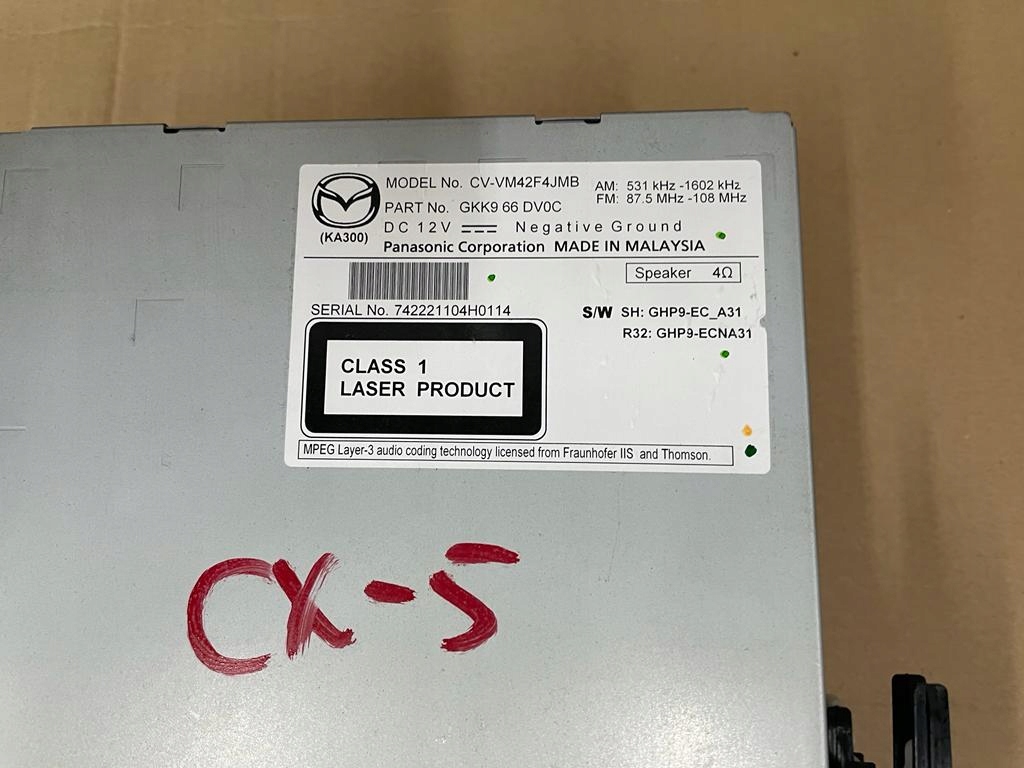 MODEL No. CV-VM42F4JMB
AM: 531 kHz -1602 kHz
FM: 87.5 MHz -108 MHz
PART No. GKK9 66 DV0C
(KA300)
DC 12V Negative Ground
Panasonic Corporation MADE IN MALAYSIA
Speaker 4Ω
SERIAL No. 742221104H0114
S/W SH: GHP9-EC_A31
R32: GHP9-ECNA31
CLASS 1
LASER PRODUCT
MPEG Layer-3 audio coding technology licensed from Fraunhofer IIS and Thomson.
CX-5